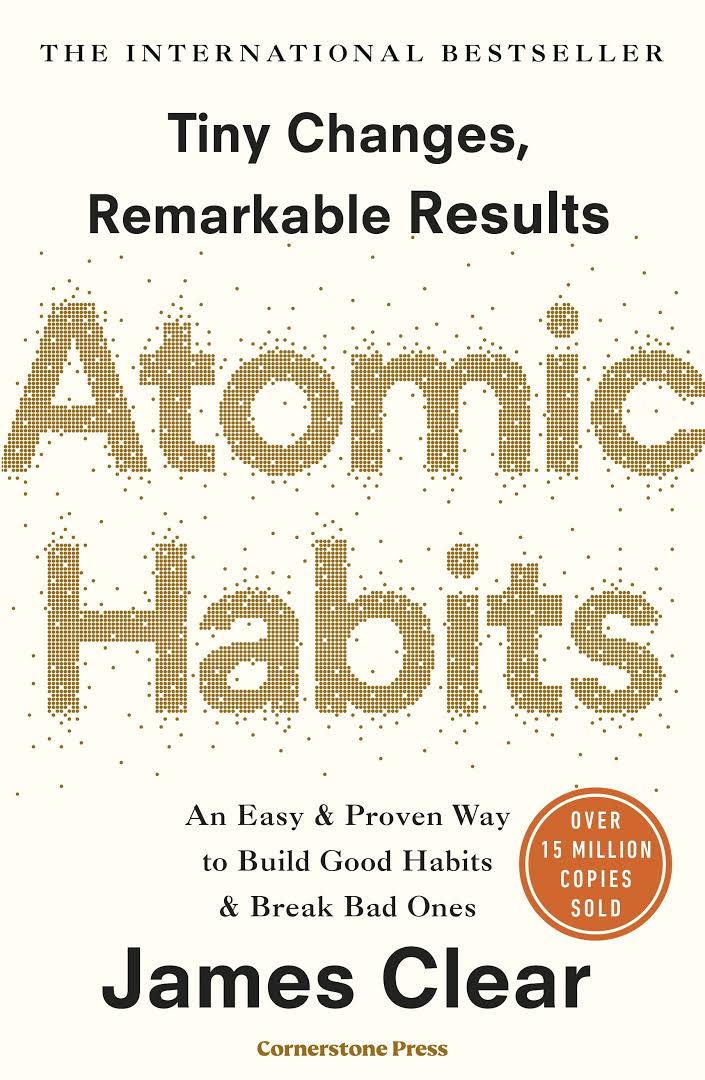 THE INTERNATIONAL BESTSELLER
Tiny Changes,
Remarkable Results
Atomic
Habits
An Easy & Proven Way
to Build Good Habits
& Break Bad Ones
OVER
15 MILLION
COPIES
SOLD
James Clear
Cornerstone Press